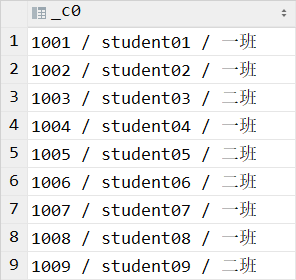 _c0
1 1001 / student01 / 一班
2 1002 / student02 / 一班
3 1003 / student03 / 二班
4 1004 / student04 / 一班
5 1005 / student05 / 二班
6 1006 / student06 / 二班
7 1007 / student07 / 一班
8 1008 / student08 / 一班
9 1009 / student09 / 二班